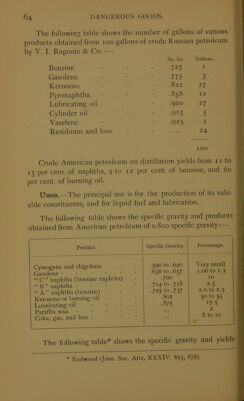 64 DANGEROUS GOODS.
The following table shows the number of gallons of various
products obtained from 100 gallons of crude Russian petroleum
by V. I. Ragonie & Co. :—
Sp. Gr. Gallons.
Benzine .725 1
Gasolene .775 3
Kerosene .822 27
Pyronaphtha .858 12
Lubricating oil .900 27
Cylinder oil .915 5
Vaselene .925 1
Residuum and loss ... 24
100
Crude American petroleum on distillation yields from 12 to
15 per cent. of naphtha, 9 to 12 per cent. of benzine, and 60
per cent. of burning oil.
Uses.—The principal use is for the production of its valu-
able constituents, and for liquid fuel and lubrication.
The following table shows the specific gravity and products
obtained from American petroleum of 0.800 specific gravity:—
Product. Specific Gravity. Percentage.
Cymogene and rhigolene .590 to .620 Very small
Gasolene .636 to .657 1.00 to 1.5
"C" naphtha (benzine naphtha) .700 10
"B" naphtha .714 to .718 2.5
"A" naphtha (benzine) .725 to .737 2.0 to 2.5
Kerosene or burning oil .802 50 to 55
Lubricating oil .875 17.5
Paraffin wax ... 2
Coke, gas, and loss ... 8 to 10
The following table* shows the specific gravity and yields
* Redwood (Jour. Soc. Arts, XXXIV. 823, 878).